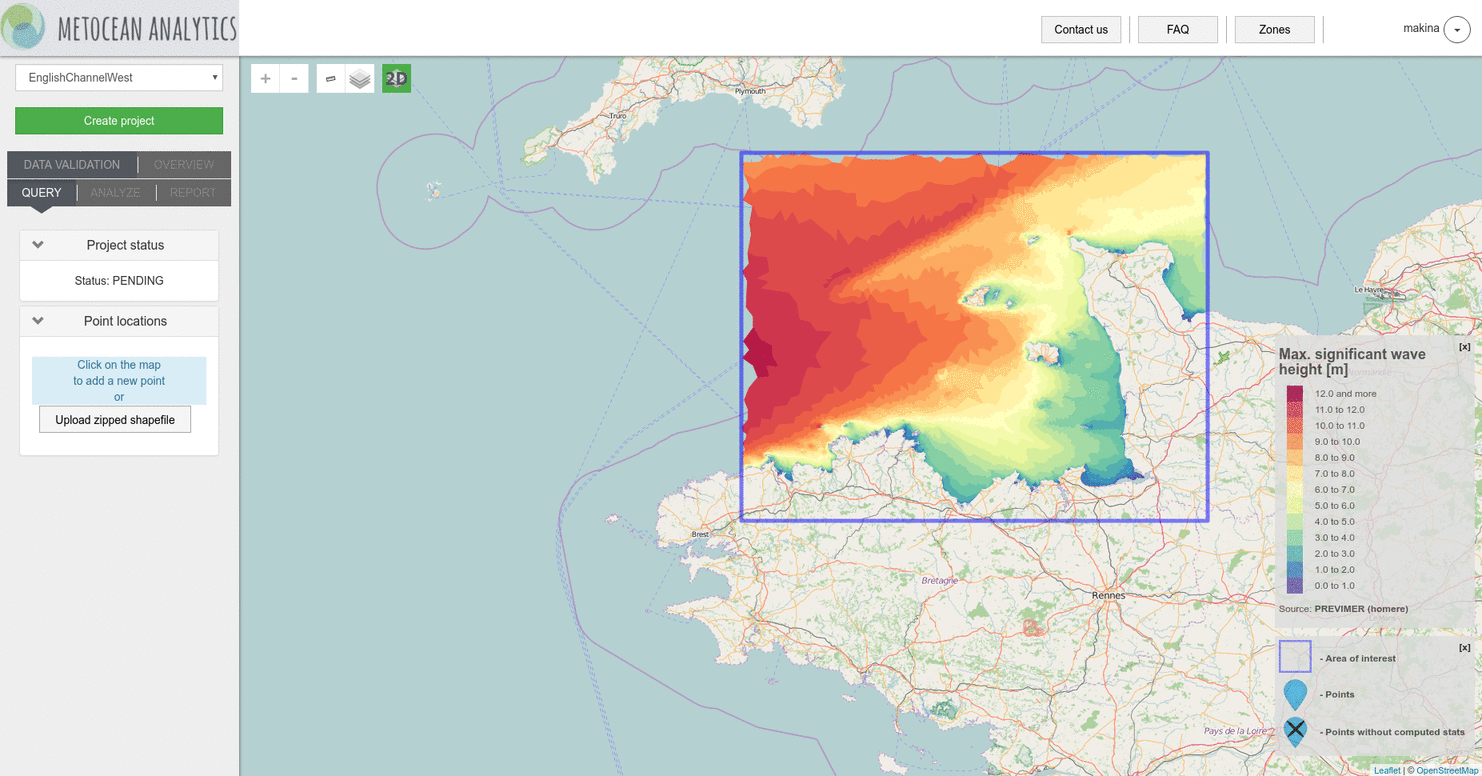 METOCEAN ANALYTICS
Contact us
FAQ
Zones
makina
EnglishChannelWest
Create project
DATA VALIDATION
OVERVIEW
QUERY
ANALYZE
REPORT
Project status
Status: PENDING
Point locations
Click on the map
to add a new point
or
Upload zipped shapefile
+
-
2D
Plymouth
Truro
Le Havre
Brest
Bretagne
Rennes
Pays de la Loire
[x]
Max. significant wave
height [m]
12.0 and more
11.0 to 12.0
10.0 to 11.0
9.0 to 10.0
8.0 to 9.0
7.0 to 8.0
6.0 to 7.0
5.0 to 6.0
4.0 to 5.0
3.0 to 4.0
2.0 to 3.0
1.0 to 2.0
0.0 to 1.0
Source: PREVIMER (homere)
[x]
- Area of interest
- Points
- Points without computed stats
Leaflet | © OpenStreetMap